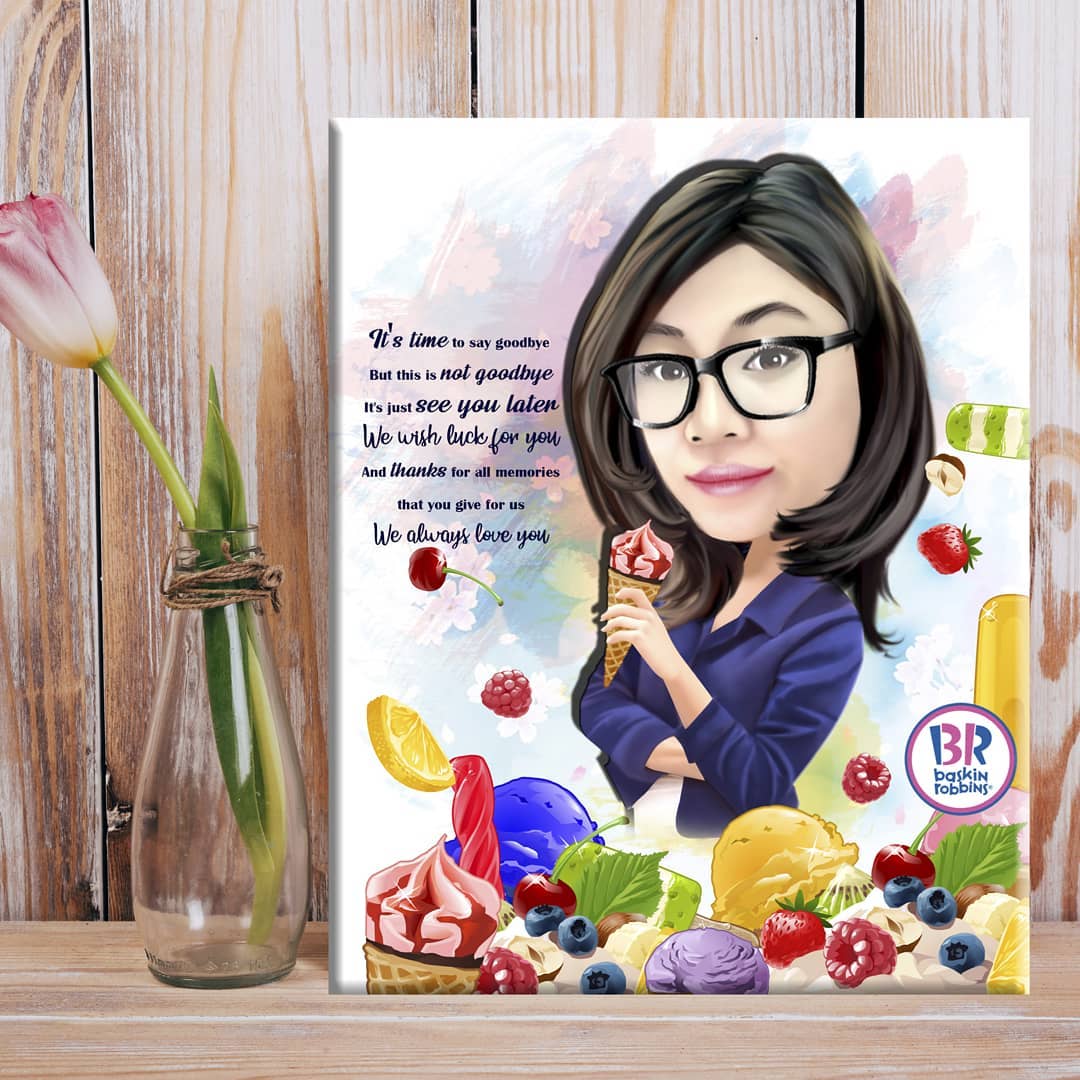 It's time to say goodbye
But this is not goodbye
It's just see you later
We wish luck for you
And thanks for all memories
that you give for us
We always love you
BR
baskin
robbins®